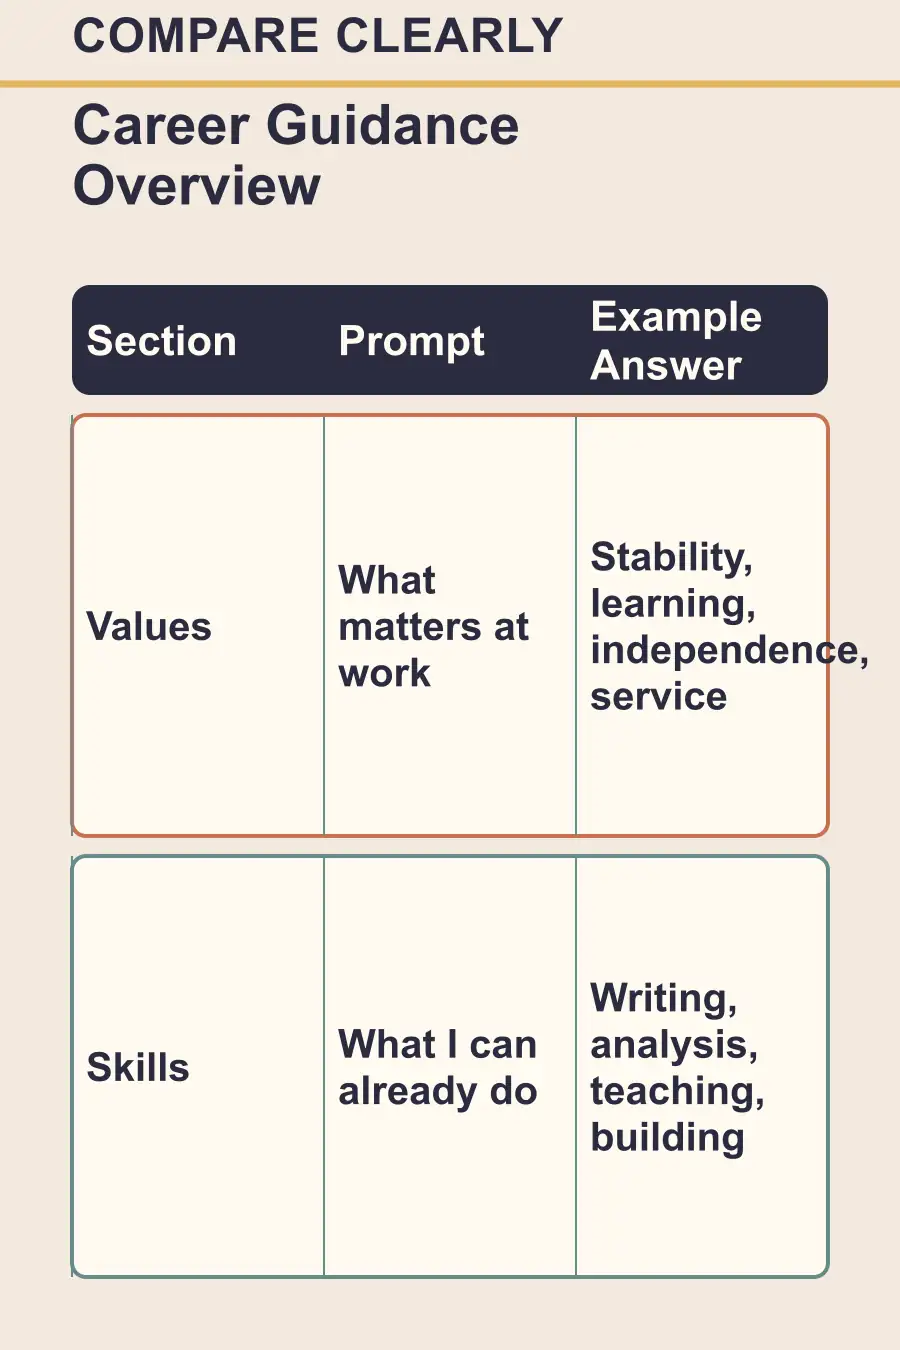 COMPARE CLEARLY
Career Guidance
Overview
Section
Prompt
Example
Answer
Values
What
matters at
work
Stability,
learning,
independence,
service
Skills
What I can
already do
Writing,
analysis,
teaching,
building